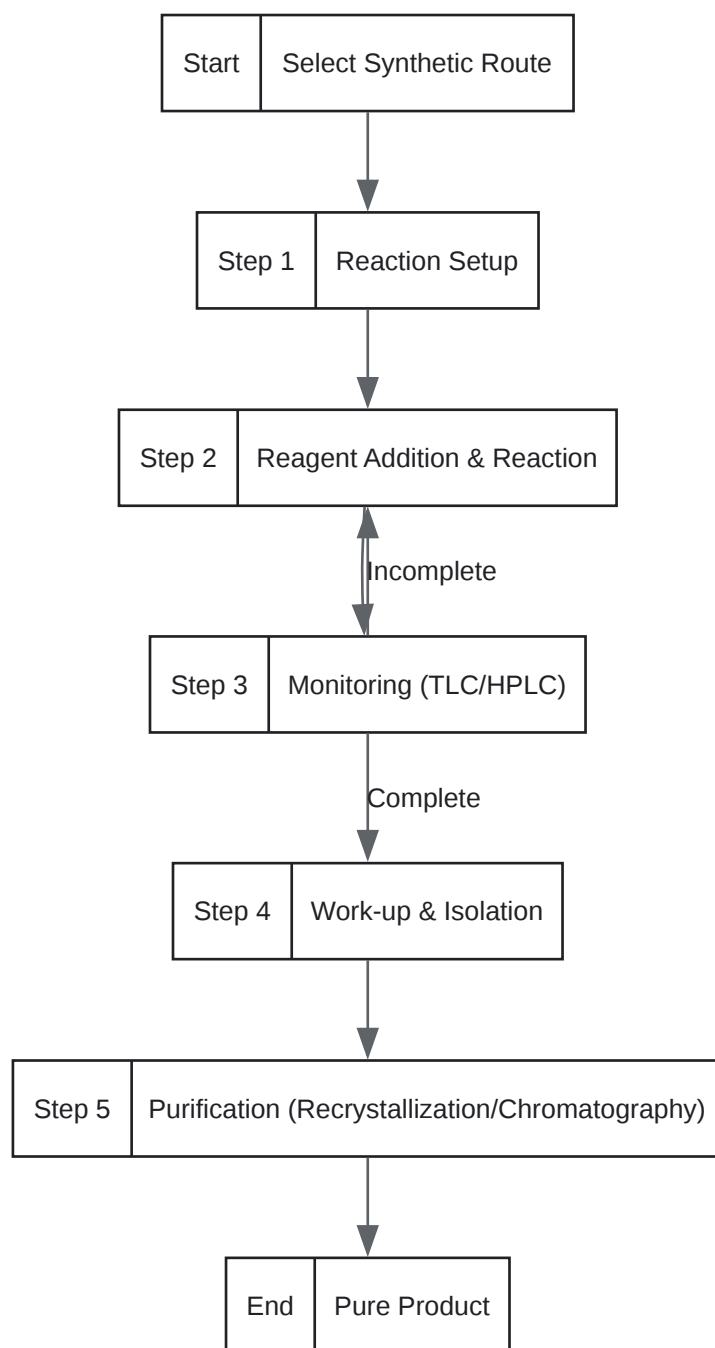 Start Select Synthetic Route
Step 1 Reaction Setup
Step 2 Reagent Addition & Reaction
Incomplete
Step 3 Monitoring (TLC/HPLC)
Complete
Step 4 Work-up & Isolation
Step 5 Purification (Recrystallization/Chromatography)
End Pure Product